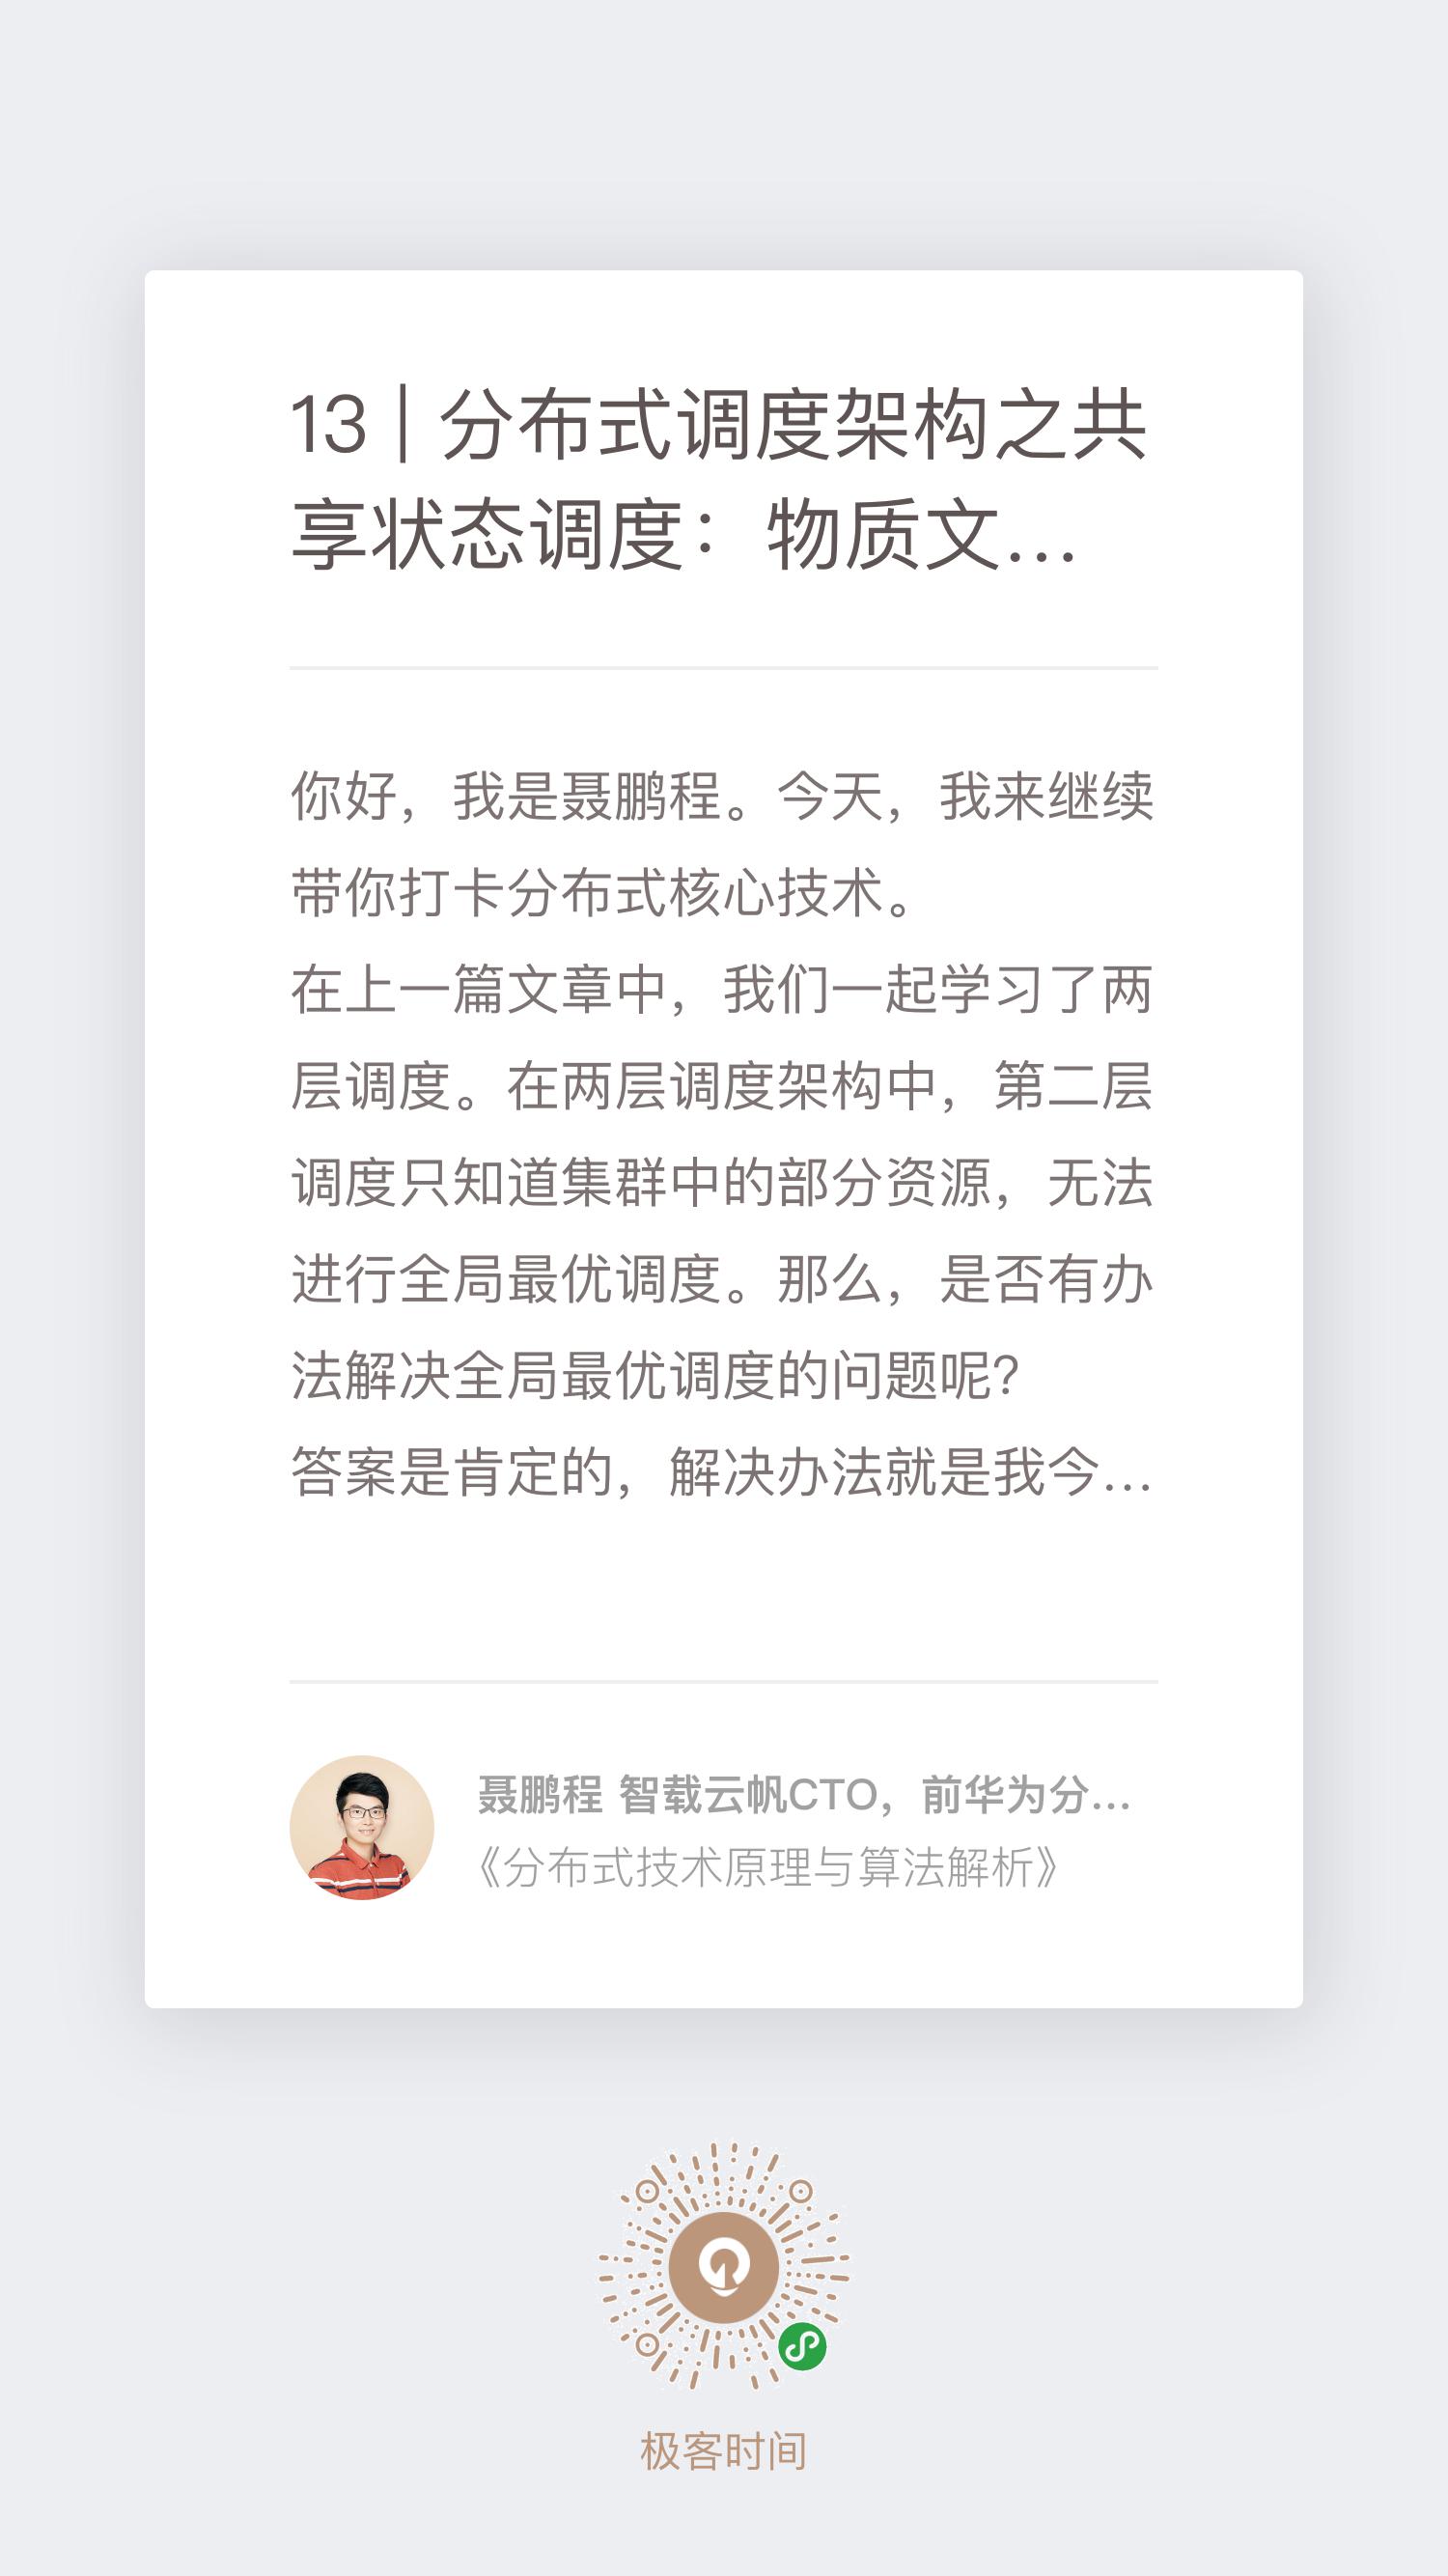 13 | 分布式调度架构之共
享状态调度：物质文...
你好，我是聂鹏程。今天，我来继续
带你打卡分布式核心技术。
在上一篇文章中，我们一起学习了两
层调度。在两层调度架构中，第二层
调度只知道集群中的部分资源，无法
进行全局最优调度。那么，是否有办
法解决全局最优调度的问题呢？
答案是肯定的，解决办法就是我今...
聂鹏程 智载云帆CTO，前华为分...
《分布式技术原理与算法解析》
极客时间